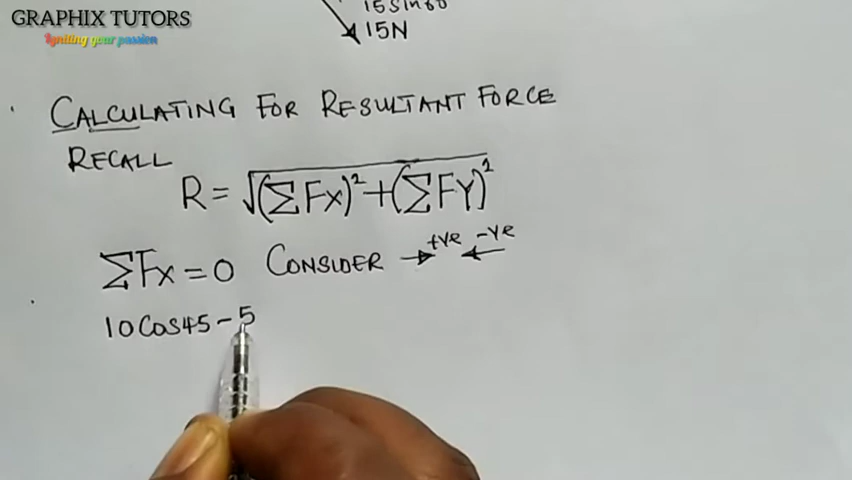 GRAPHIX TUTORS
Igniting your passion
15sin60
15N
CALCULATING FOR RESULTANT FORCE
RECALL
R = √(ΣFx)² + (ΣFY)²
ΣFx = 0 CONSIDER +ve → -ve ←
10Cos45 - 5